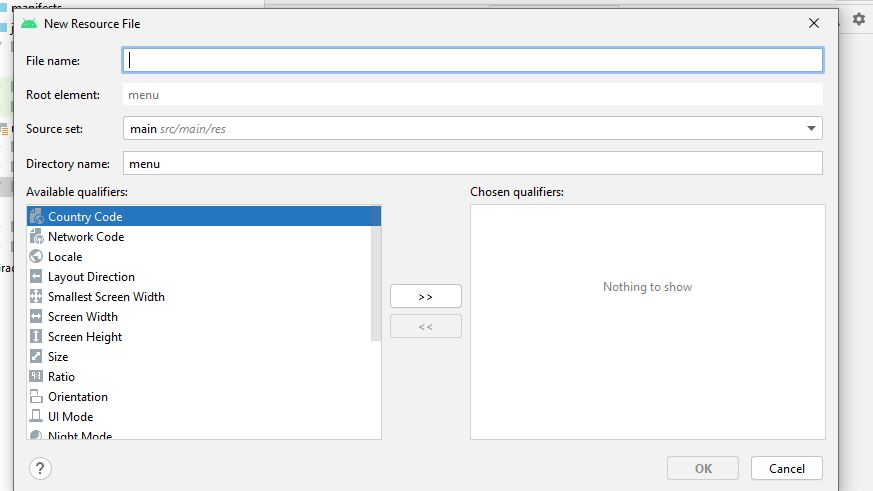 manifests
New Resource File
File name:
Root element: menu
Source set: main src/main/res
Directory name: menu
Available qualifiers:
Chosen qualifiers:
Country Code
Network Code
Locale
Layout Direction
Smallest Screen Width
Screen Width
Screen Height
Size
Ratio
Orientation
UI Mode
Night Mode
>>
<<
Nothing to show
?
OK
Cancel